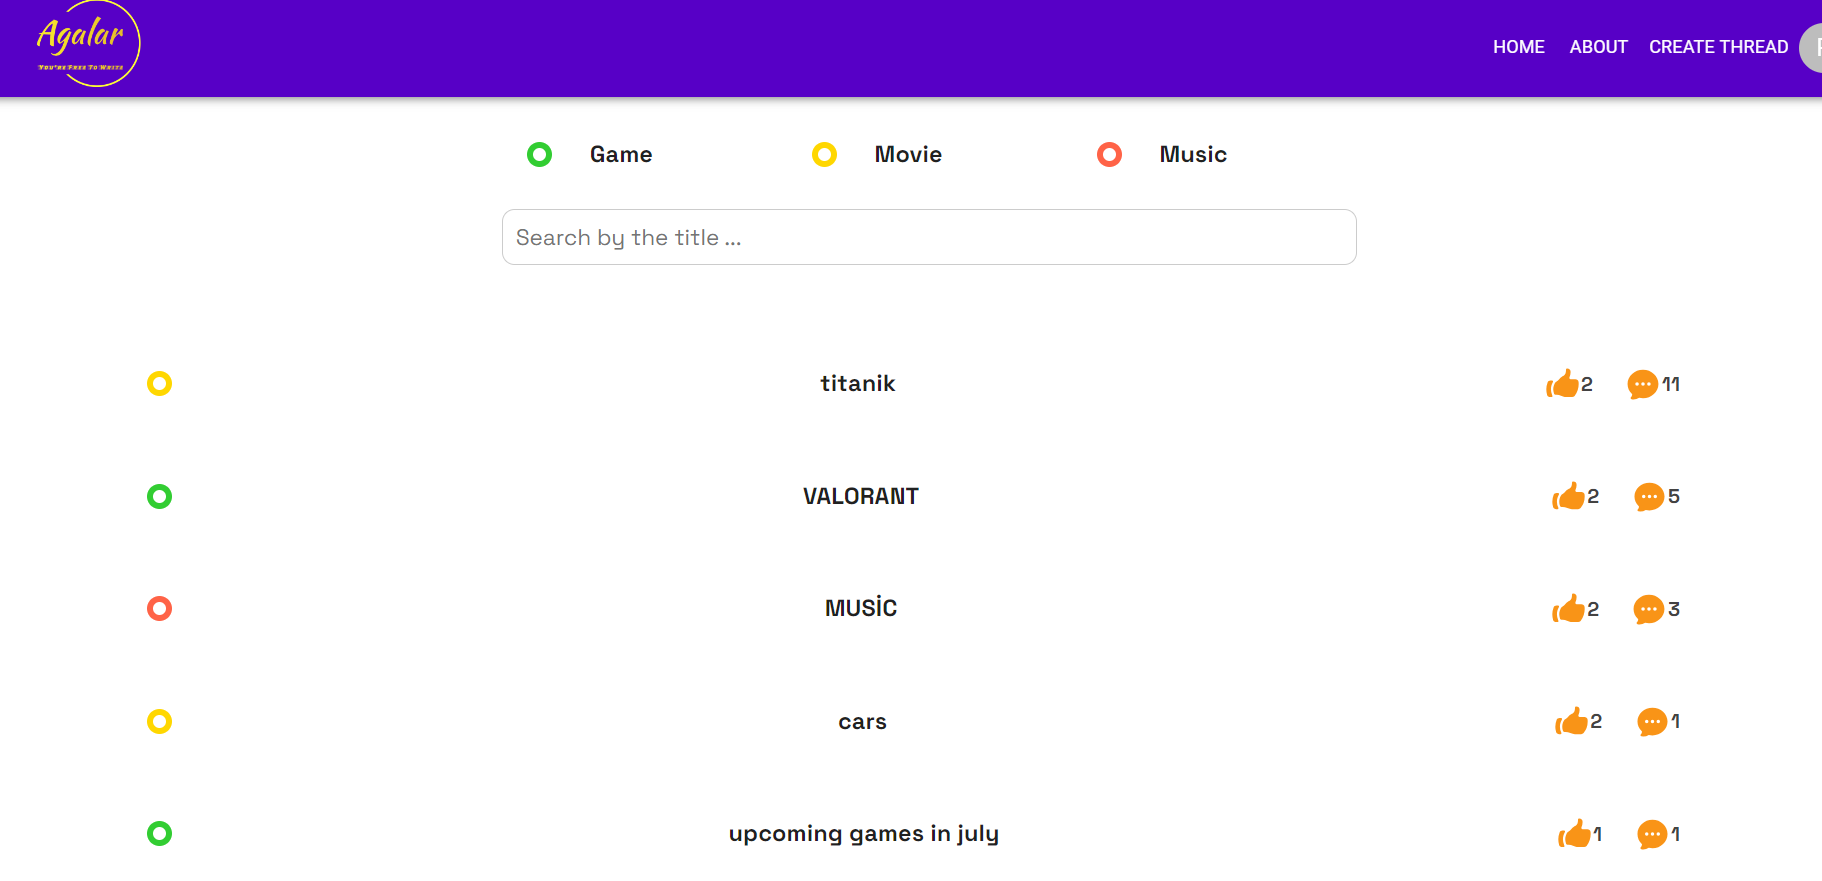 Agalar
YOU'RE FREE TO WRITE
HOME ABOUT CREATE THREAD
Game Movie Music
Search by the title ...
titanik 2 11
VALORANT 2 5
MUSİC 2 3
cars 2 1
upcoming games in july 1 1